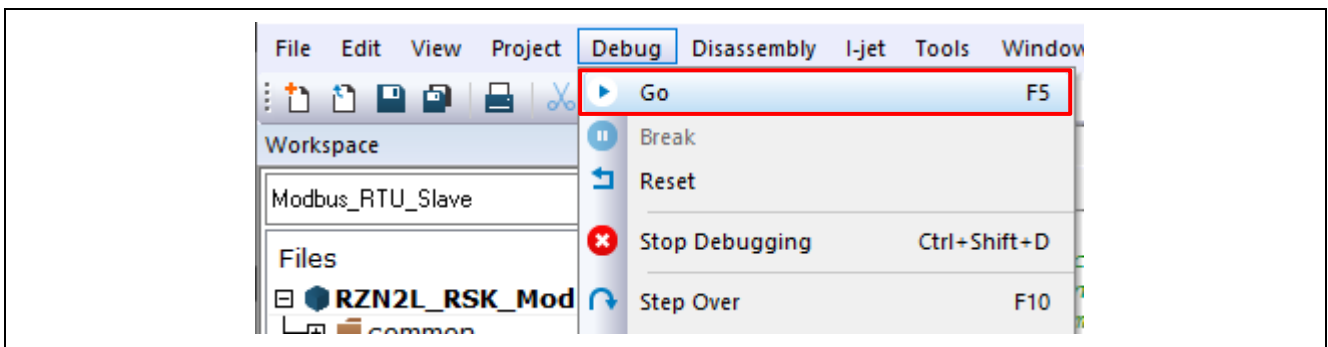 File Edit View Project Debug Disassembly I-jet Tools Window
Go F5
Workspace Break
Modbus_RTU_Slave Reset
Files Stop Debugging Ctrl+Shift+D
RZN2L_RSK_Mod Step Over F10
common